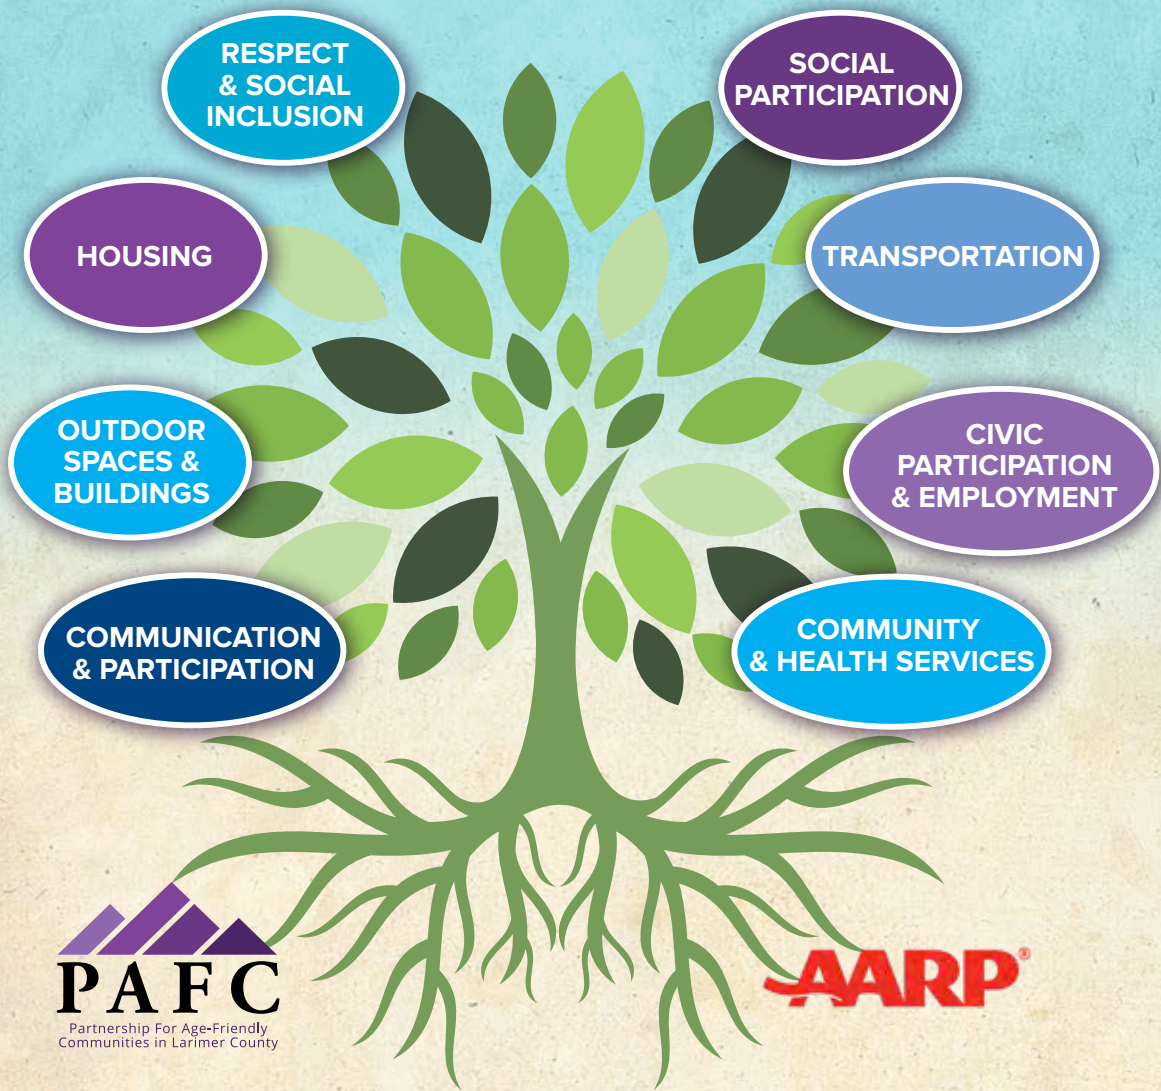 RESPECT
& SOCIAL
INCLUSION
SOCIAL
PARTICIPATION
HOUSING
TRANSPORTATION
OUTDOOR
SPACES &
BUILDINGS
CIVIC
PARTICIPATION
& EMPLOYMENT
COMMUNICATION
& PARTICIPATION
COMMUNITY
& HEALTH SERVICES
PAFC
Partnership For Age-Friendly
Communities in Larimer County
AARP®